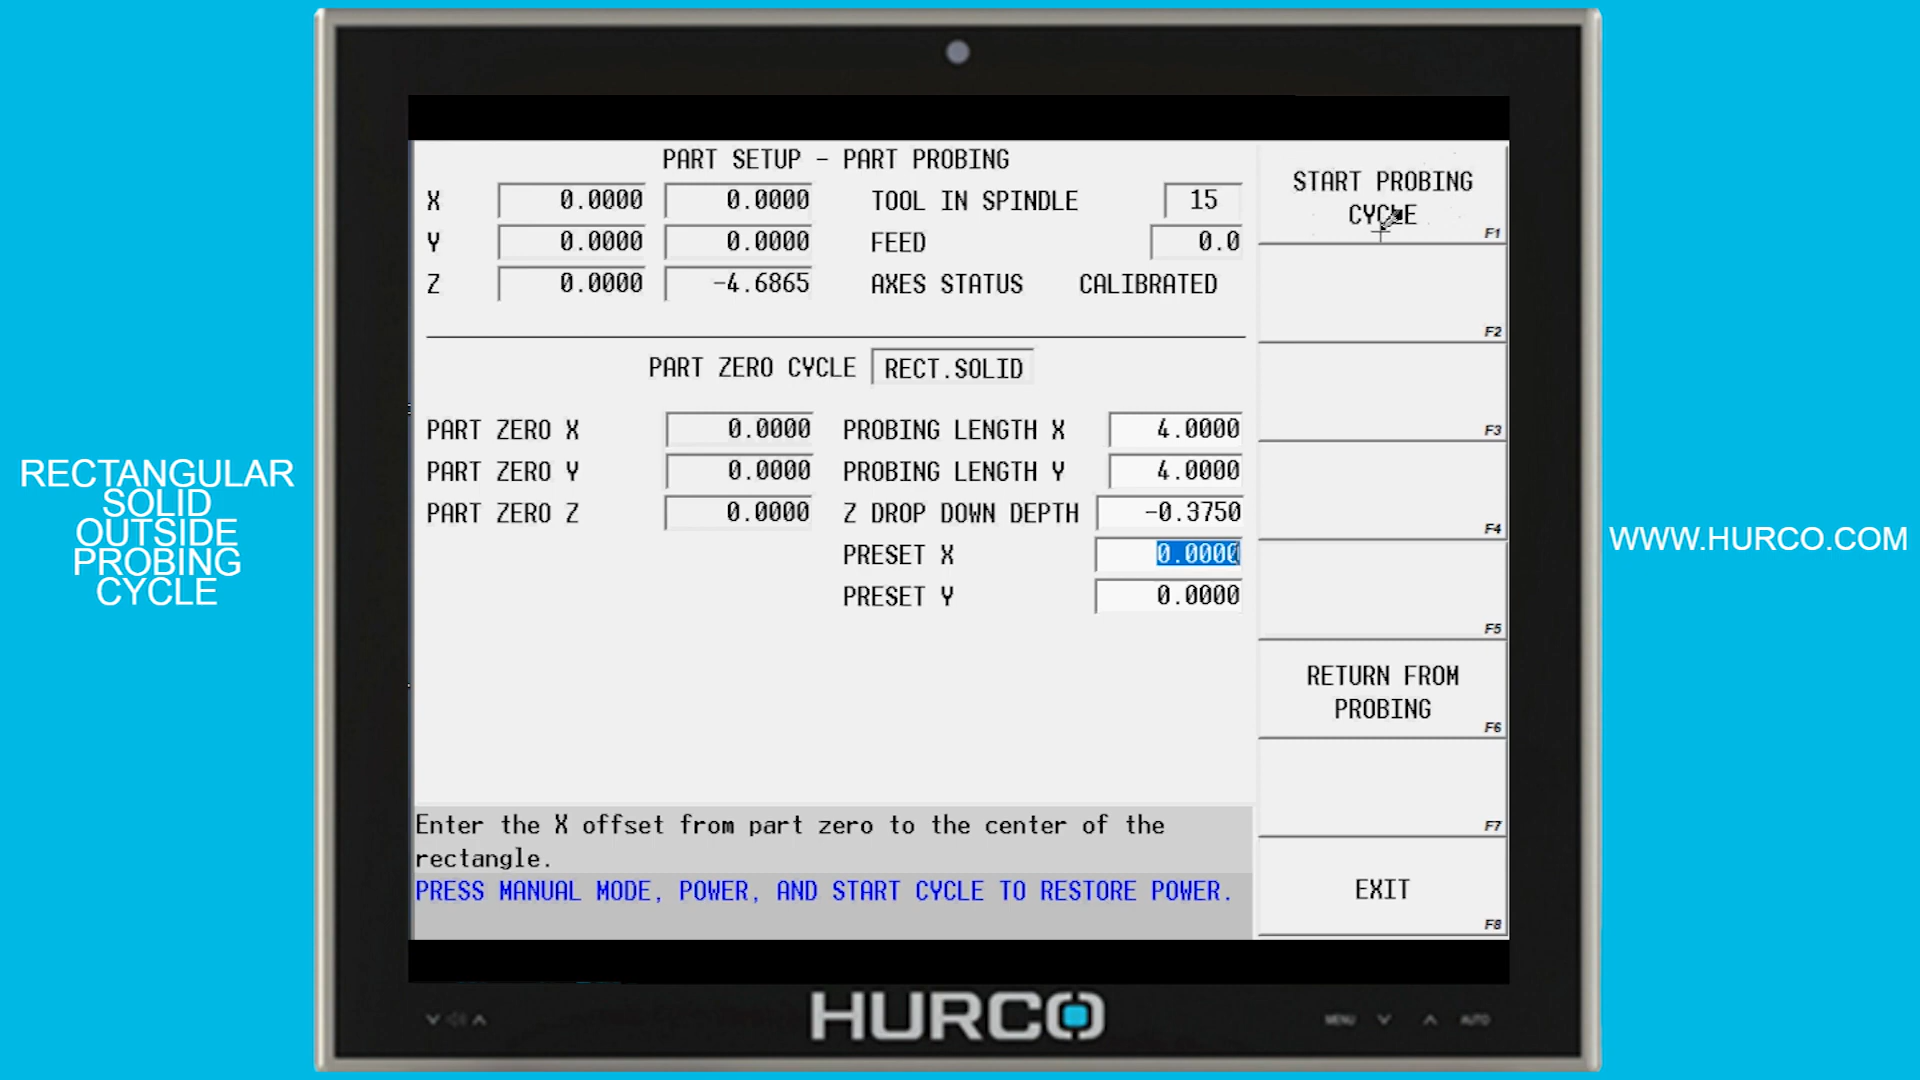 RECTANGULAR
SOLID
OUTSIDE
PROBING
CYCLE
PART SETUP - PART PROBING
X 0.0000 0.0000 TOOL IN SPINDLE 15
Y 0.0000 0.0000 FEED 0.0
Z 0.0000 -4.6865 AXES STATUS CALIBRATED
PART ZERO CYCLE RECT.SOLID
PART ZERO X 0.0000 PROBING LENGTH X 4.0000
PART ZERO Y 0.0000 PROBING LENGTH Y 4.0000
PART ZERO Z 0.0000 Z DROP DOWN DEPTH -0.3750
PRESET X 0.0000
PRESET Y 0.0000
Enter the X offset from part zero to the center of the
rectangle.
PRESS MANUAL MODE, POWER, AND START CYCLE TO RESTORE POWER.
START PROBING
CYCLE
F1
F2
F3
F4
F5
RETURN FROM
PROBING
F6
F7
EXIT
F8
HURCO
MENU
AUTO
WWW.HURCO.COM